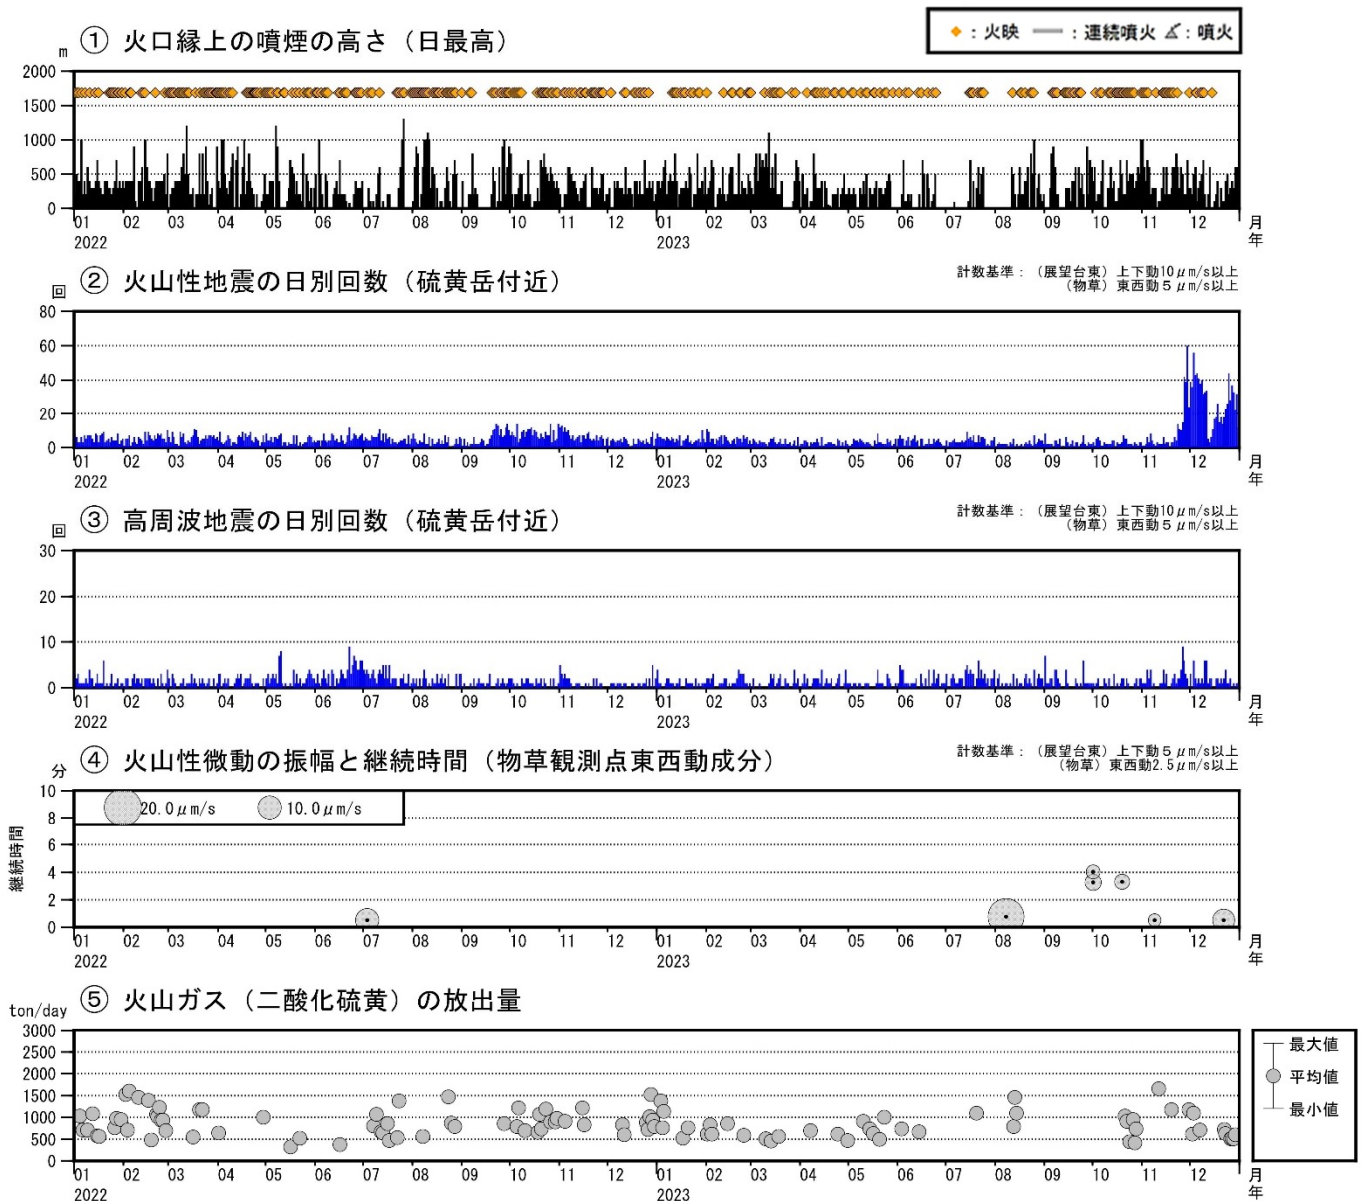 ◆：火映 ━━：連続噴火 ：噴火
m ① 火口縁上の噴煙の高さ（日最高）
2000
1500
1000
500
0
01 02 03 04 05 06 07 08 09 10 11 12 01 02 03 04 05 06 07 08 09 10 11 12 月
2022 2023 年
回 ② 火山性地震の日別回数（硫黄岳付近）
計数基準：（展望台東）上下動10μm/s以上
（物草）東西動５μm/s以上
80
60
40
20
0
01 02 03 04 05 06 07 08 09 10 11 12 01 02 03 04 05 06 07 08 09 10 11 12 月
2022 2023 年
回 ③ 高周波地震の日別回数（硫黄岳付近）
計数基準：（展望台東）上下動10μm/s以上
（物草）東西動５μm/s以上
30
20
10
0
01 02 03 04 05 06 07 08 09 10 11 12 01 02 03 04 05 06 07 08 09 10 11 12 月
2022 2023 年
分 ④ 火山性微動の振幅と継続時間（物草観測点東西動成分）
計数基準：（展望台東）上下動５μm/s以上
（物草）東西動2.5μm/s以上
継続時間
10
20.0μm/s 10.0μm/s
8
6
4
2
0
01 02 03 04 05 06 07 08 09 10 11 12 01 02 03 04 05 06 07 08 09 10 11 12 月
2022 2023 年
ton/day ⑤ 火山ガス（二酸化硫黄）の放出量
3000
2500
2000
1500
1000
500
0
最大値
平均値
最小値
01 02 03 04 05 06 07 08 09 10 11 12 01 02 03 04 05 06 07 08 09 10 11 12 月
2022 2023 年